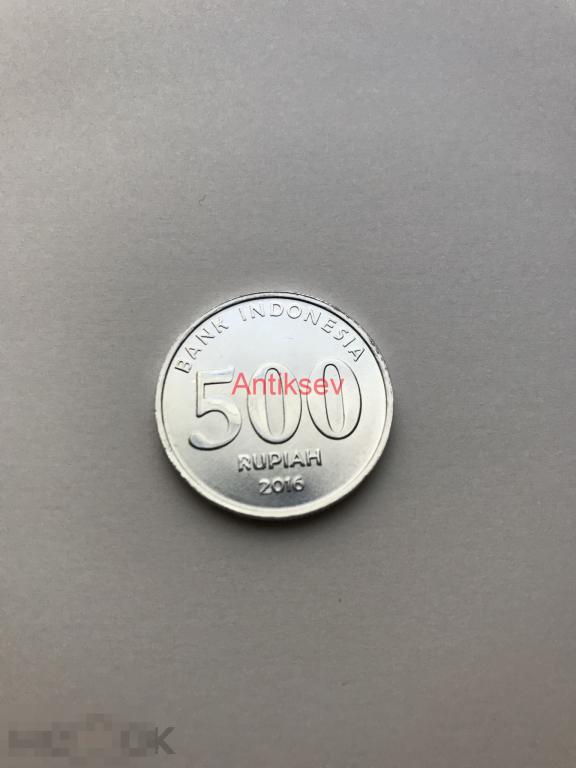 BANK INDONESIA
500
Antiksev
RUPIAH
2016